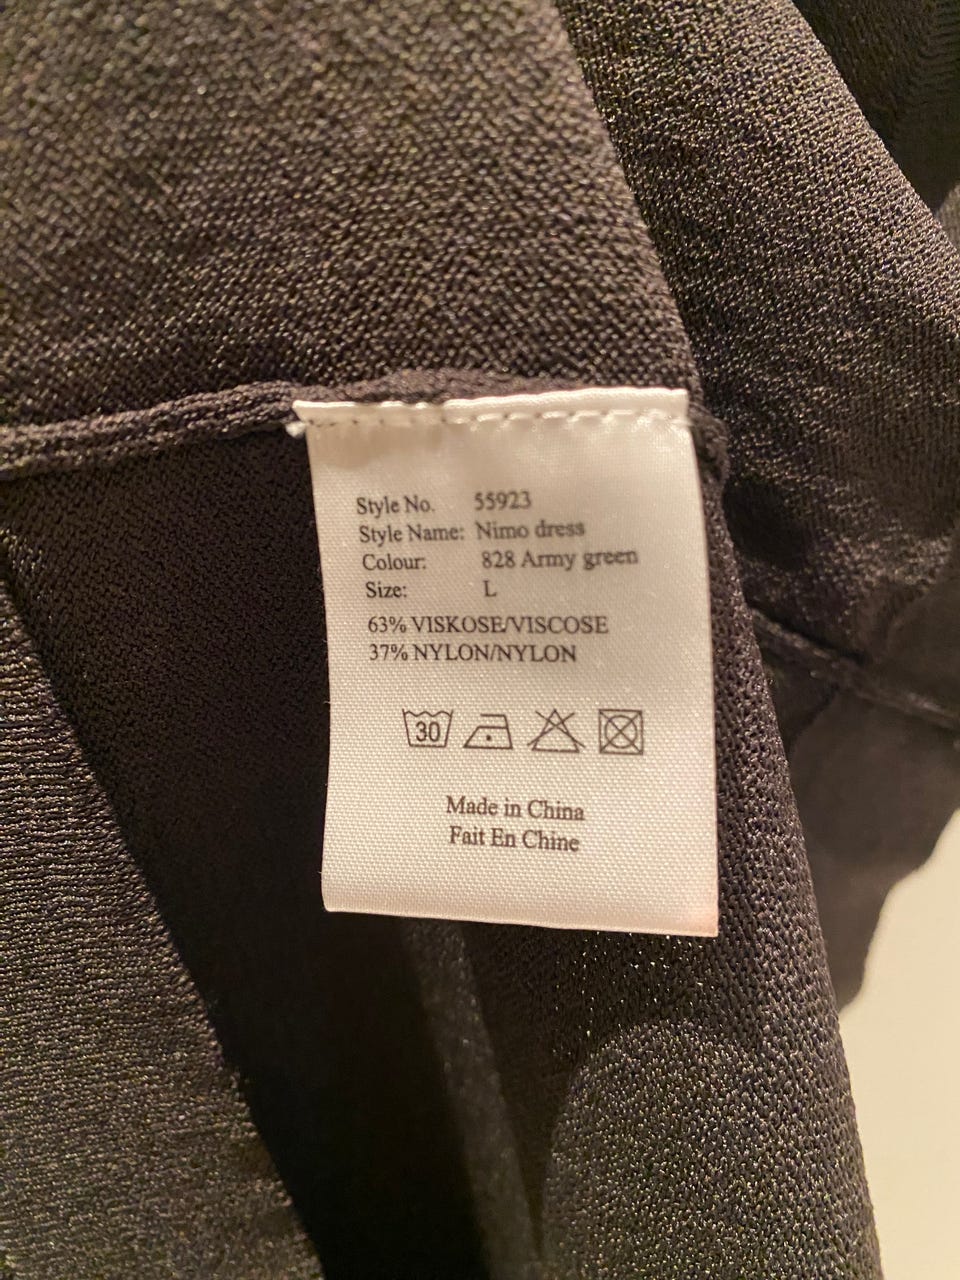 Style No. 55923
Style Name: Nimo dress
Colour: 828 Army green
Size: L
63% VISKOSE/VISCOSE
37% NYLON/NYLON
30
Made in China
Fait En Chine